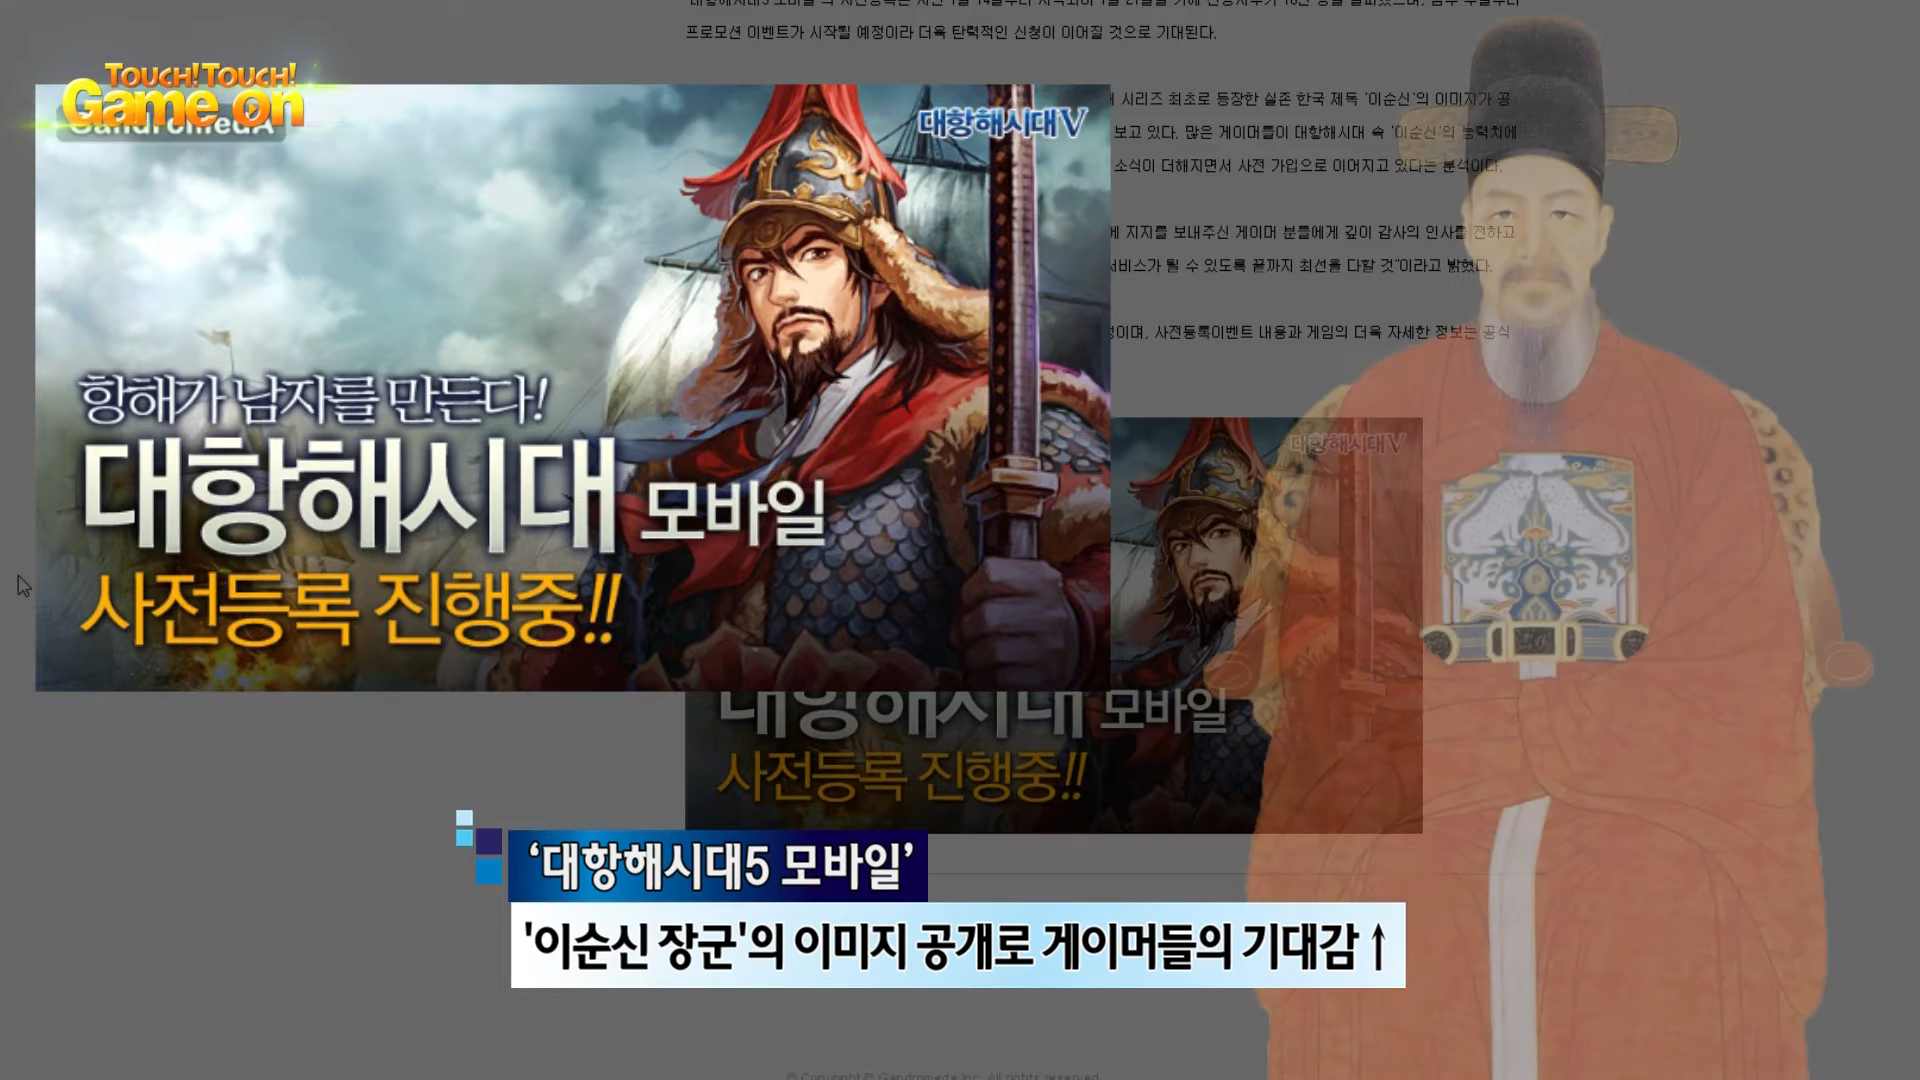 프로모션 이벤트가 시작될 예정이라 더욱 탄력적인 신청이 이어질 것으로 기대된다.
TOUCH! TOUCH!
Game on
GandromedA
대항해시대V
시리즈 최초로 등장한 실존 한국 제독 '이순신'의 이미지가 공
보고 있다. 많은 게이머들이 대항해시대 속 '이순신'의 능력치에
소식이 더해지면서 사전 가입으로 이어지고 있다는 분석이다.
에 지지를 보내주신 게이머 분들에게 깊이 감사의 인사를 전하고
서비스가 될 수 있도록 끝까지 최선을 다할 것"이라고 밝혔다.
이며, 사전등록이벤트 내용과 게임의 더욱 자세한 정보는 공식
항해가 남자를 만든다!
대항해시대 모바일
사전등록 진행중!!
대항해시대V
대항해시대 모바일
사전등록 진행중!!
‘대항해시대5 모바일’
'이순신 장군'의 이미지 공개로 게이머들의 기대감↑
© Copyright © Gandromeda Inc. All rights reserved.